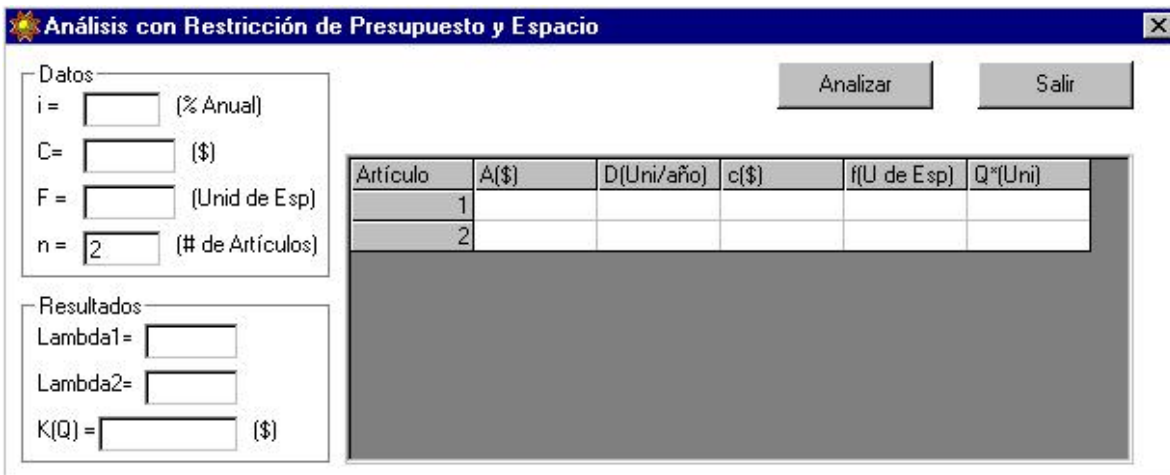 Análisis con Restricción de Presupuesto y Espacio
Datos
i = (% Anual)
C= ($)
F = (Unid de Esp)
n = 2 (# de Artículos)
Resultados
Lambda1=
Lambda2=
K(Q) = ($)
Analizar Salir
Artículo A($) D(Uni/año) c($) f(U de Esp) Q*(Uni)
1
2